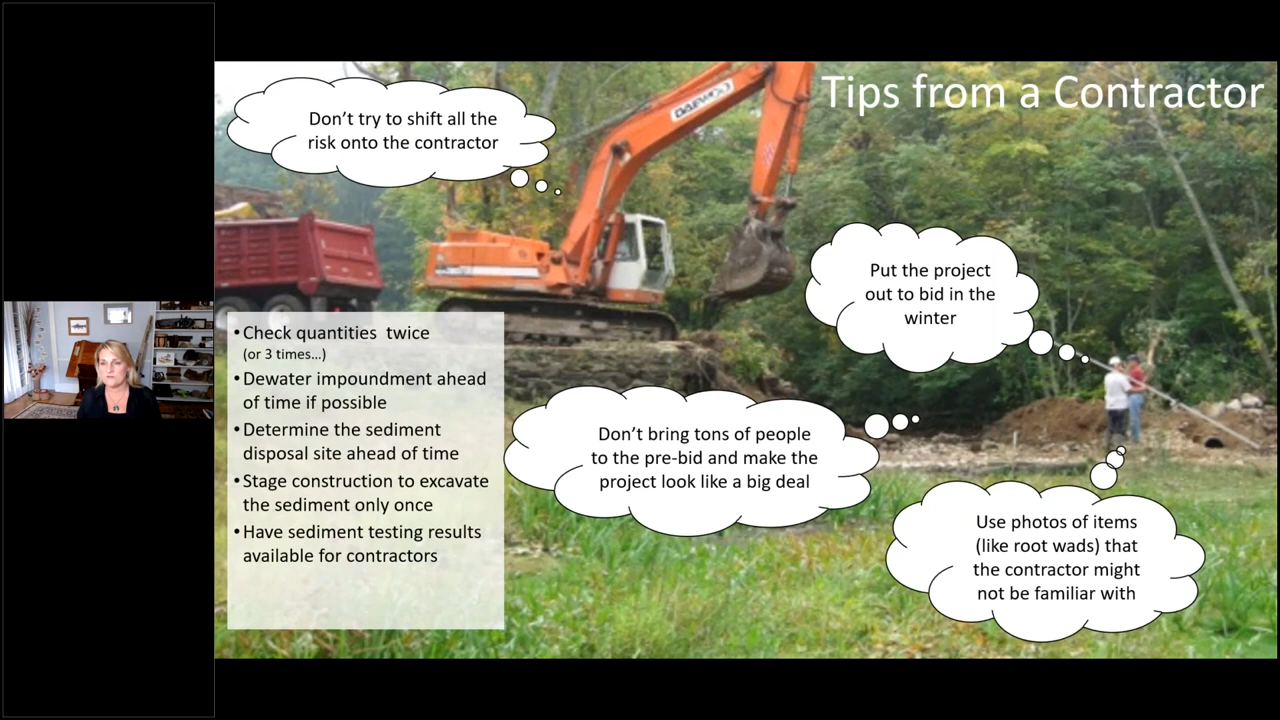 Tips from a Contractor
Don't try to shift all the
risk onto the contractor
DAEWOO
Put the project
out to bid in the
winter
•Check quantities twice
(or 3 times…)
•Dewater impoundment ahead
of time if possible
•Determine the sediment
disposal site ahead of time
•Stage construction to excavate
the sediment only once
•Have sediment testing results
available for contractors
Don't bring tons of people
to the pre-bid and make the
project look like a big deal
Use photos of items
(like root wads) that
the contractor might
not be familiar with